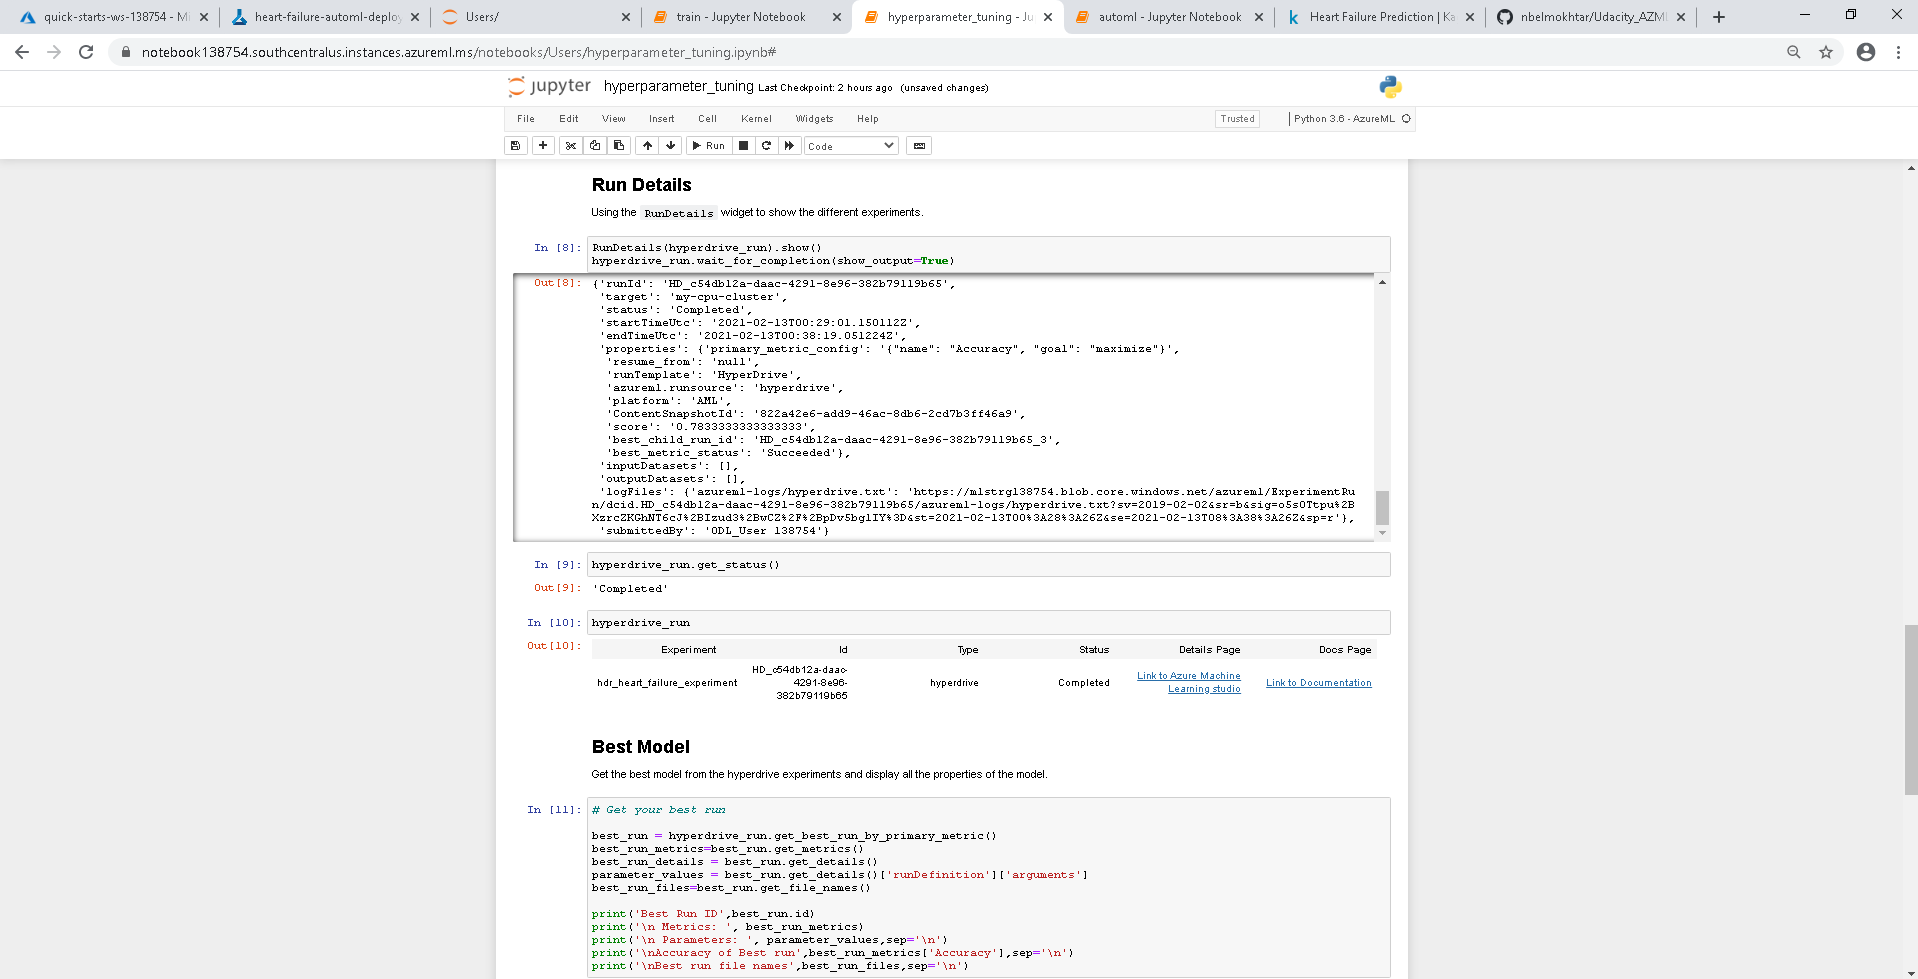 quick-starts-ws-138754 - Mi
heart-failure-automl-deploy
Users/
train - Jupyter Notebook
hyperparameter_tuning - Ju
automl - Jupyter Notebook
Heart Failure Prediction | Ka
nbelmokhtar/Udacity_AZML
notebook138754.southcentralus.instances.azureml.ms/notebooks/Users/hyperparameter_tuning.ipynb#
jupyter hyperparameter_tuning Last Checkpoint: 2 hours ago (unsaved changes)
File Edit View Insert Cell Kernel Widgets Help Trusted Python 3.6 - AzureML
Run Code
Run Details
Using the RunDetails widget to show the different experiments.
In [8]: RunDetails(hyperdrive_run).show()
hyperdrive_run.wait_for_completion(show_output=True)
Out[8]: {'runId': 'HD_c54db12a-daac-4291-8e96-382b79119b65',
'target': 'my-cpu-cluster',
'status': 'Completed',
'startTimeUtc': '2021-02-13T00:29:01.150112Z',
'endTimeUtc': '2021-02-13T00:38:19.051224Z',
'properties': {'primary_metric_config': '{"name": "Accuracy", "goal": "maximize"}',
'resume_from': 'null',
'runTemplate': 'HyperDrive',
'azureml.runsource': 'hyperdrive',
'platform': 'AML',
'ContentSnapshotId': '822a42e6-add9-46ac-8db6-2cd7b3ff46a9',
'score': '0.7833333333333333',
'best_child_run_id': 'HD_c54db12a-daac-4291-8e96-382b79119b65_3',
'best_metric_status': 'Succeeded'},
'inputDatasets': [],
'outputDatasets': [],
'logFiles': {'azureml-logs/hyperdrive.txt': 'https://mlstrg138754.blob.core.windows.net/azureml/ExperimentRu
n/dcid.HD_c54db12a-daac-4291-8e96-382b79119b65/azureml-logs/hyperdrive.txt?sv=2019-02-02&sr=b&sig=o5sOTtpu%2B
XzrcZKGhNT6cJ%2BIzud3%2BwCZ%2F%2BpDv5bglIY%3D&st=2021-02-13T00%3A28%3A26Z&se=2021-02-13T08%3A38%3A26Z&sp=r'},
'submittedBy': 'ODL_User 138754'}
In [9]: hyperdrive_run.get_status()
Out[9]: 'Completed'
In [10]: hyperdrive_run
Out[10]: Experiment Id Type Status Details Page Docs Page
hdr_heart_failure_experiment HD_c54db12a-daac-4291-8e96-382b79119b65 hyperdrive Completed Link to Azure Machine Learning studio Link to Documentation
Best Model
Get the best model from the hyperdrive experiments and display all the properties of the model.
In [11]: # Get your best run
best_run = hyperdrive_run.get_best_run_by_primary_metric()
best_run_metrics=best_run.get_metrics()
best_run_details = best_run.get_details()
parameter_values = best_run.get_details()['runDefinition']['arguments']
best_run_files=best_run.get_file_names()
print('Best Run ID',best_run.id)
print('\n Metrics: ', best_run_metrics)
print('\n Parameters: ', parameter_values,sep='\n')
print('\nAccuracy of Best run',best_run_metrics['Accuracy'],sep='\n')
print('\nBest run file names',best_run_files,sep='\n')